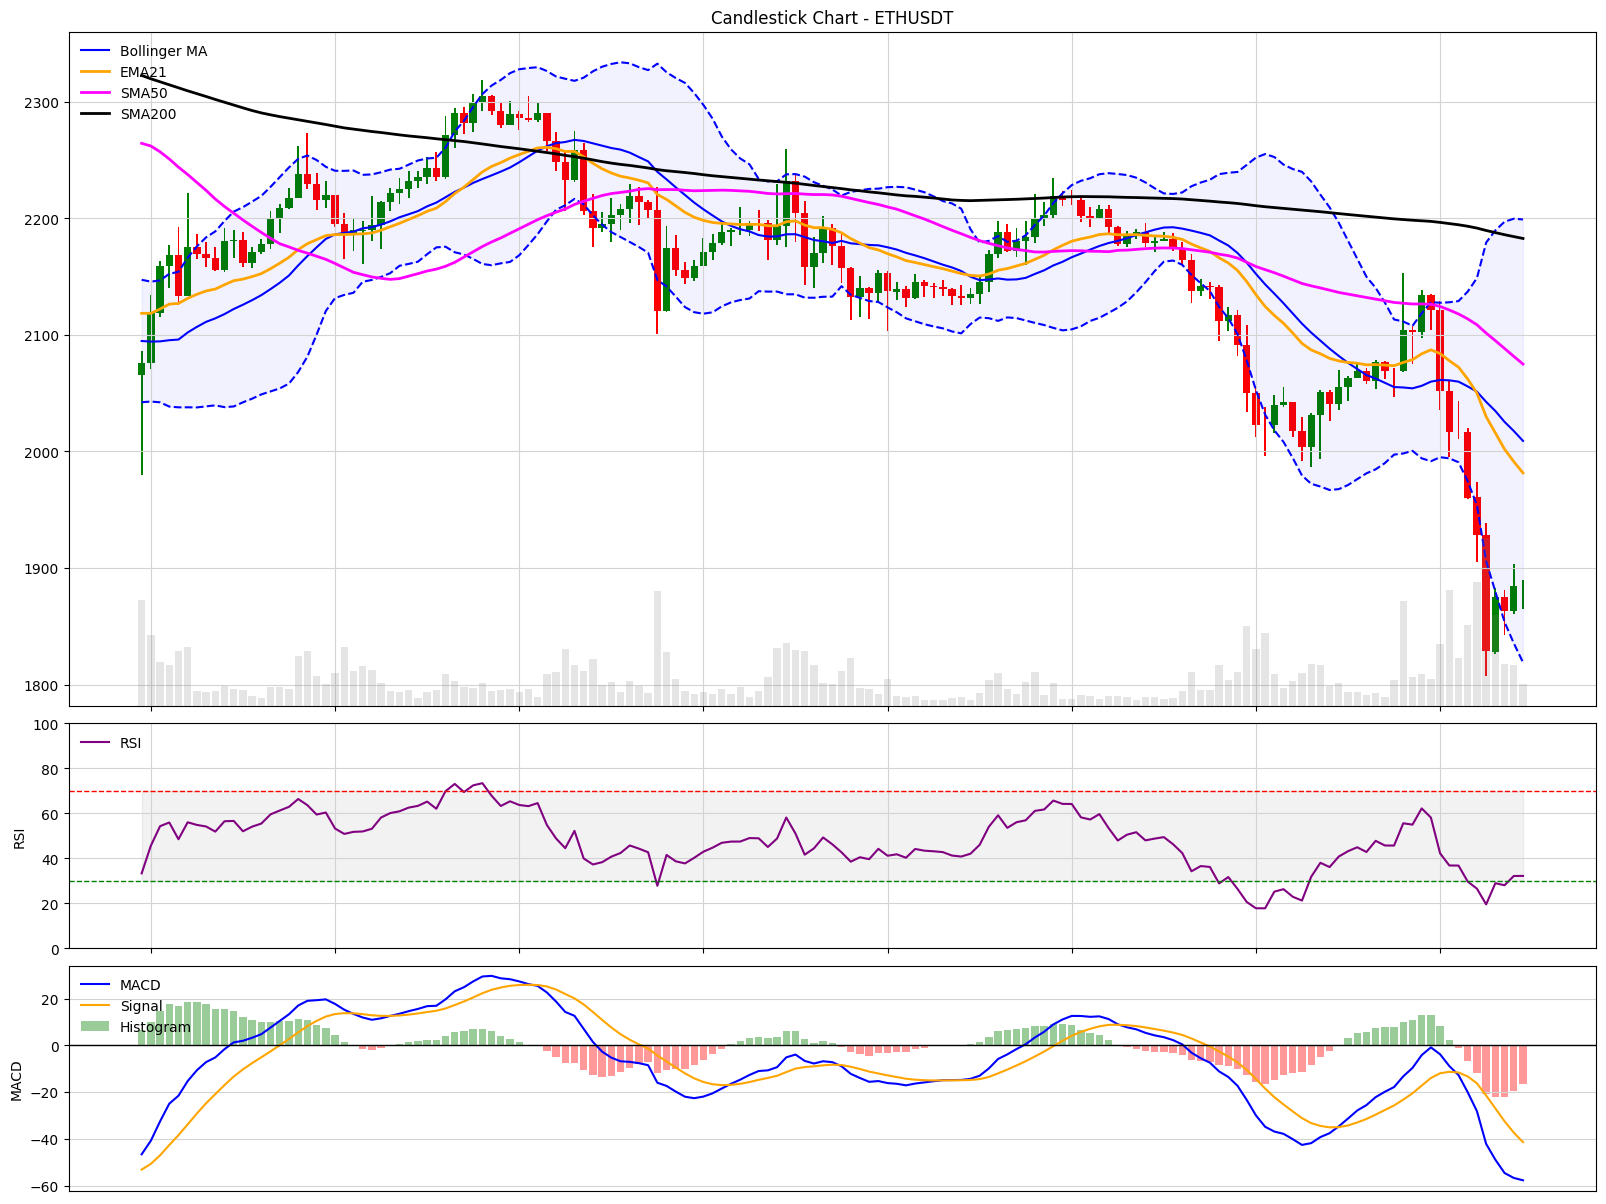 Candlestick Chart - ETHUSDT
Bollinger MA
EMA21
SMA50
SMA200
2300
2200
2100
2000
1900
1800
100
80
60
40
20
0
RSI
RSI
20
0
−20
−40
−60
MACD
MACD
Signal
Histogram